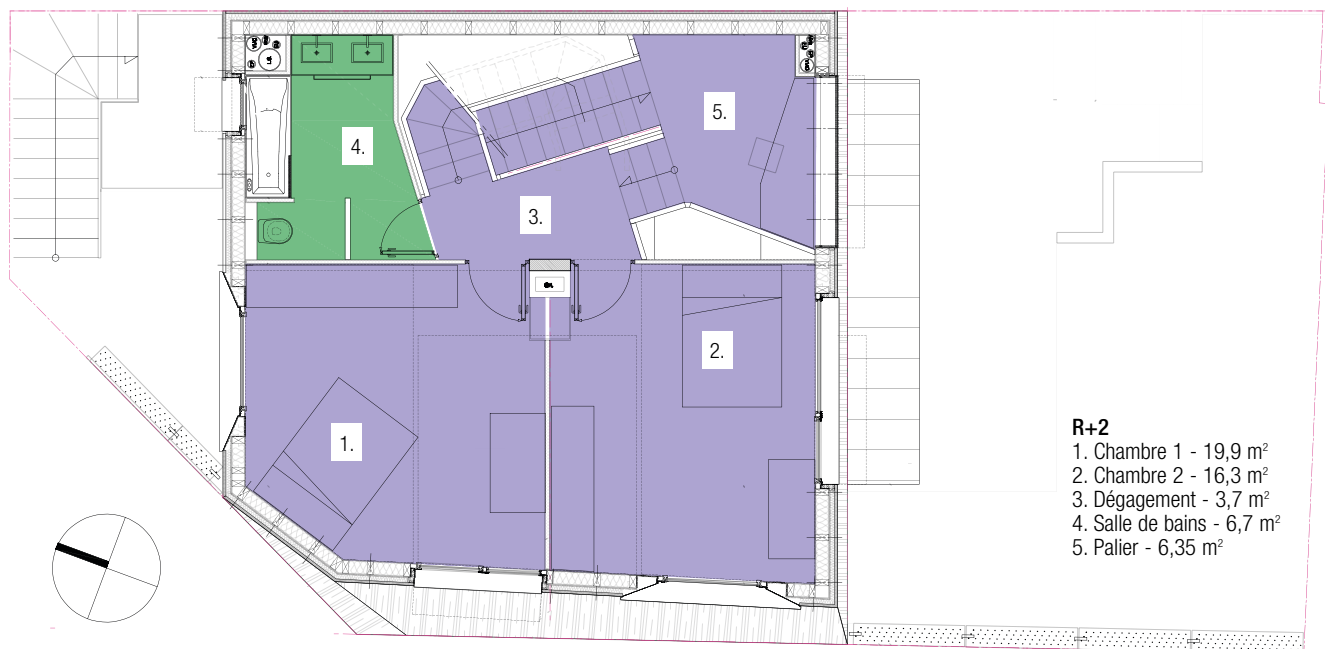 4.
5.
3.
2.
1.
R+2
1. Chambre 1 - 19,9 m²
2. Chambre 2 - 16,3 m²
3. Dégagement - 3,7 m²
4. Salle de bains - 6,7 m²
5. Palier - 6,35 m²